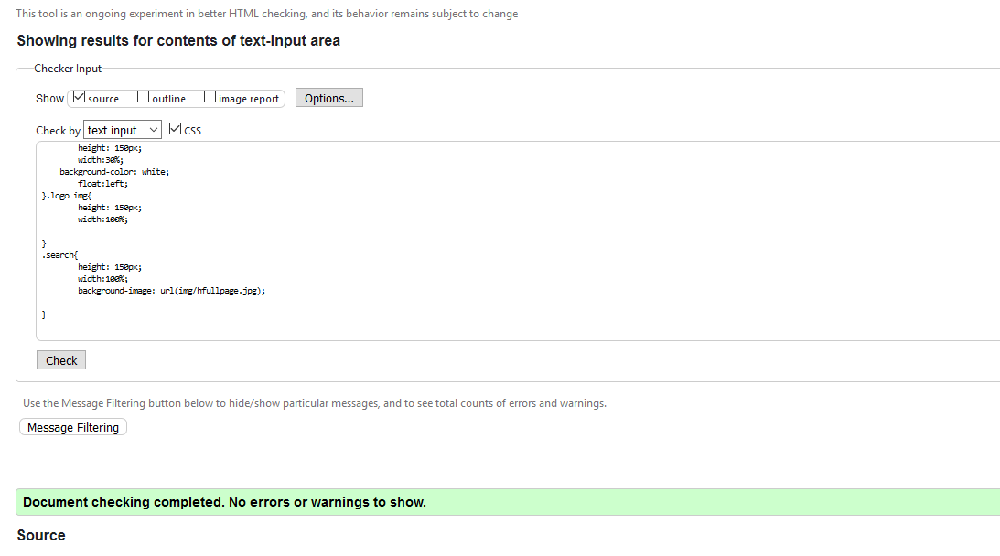 This tool is an ongoing experiment in better HTML checking, and its behavior remains subject to change
Showing results for contents of text-input area
Checker Input
Show source outline image report Options...
Check by text input CSS
height: 150px;
width:30%;
background-color: white;
float:left;
}.logo img{
height: 150px;
width:100%;
}
.search{
height: 150px;
width:100%;
background-image: url(img/hfullpage.jpg);
}
Check
Use the Message Filtering button below to hide/show particular messages, and to see total counts of errors and warnings.
Message Filtering
Document checking completed. No errors or warnings to show.
Source